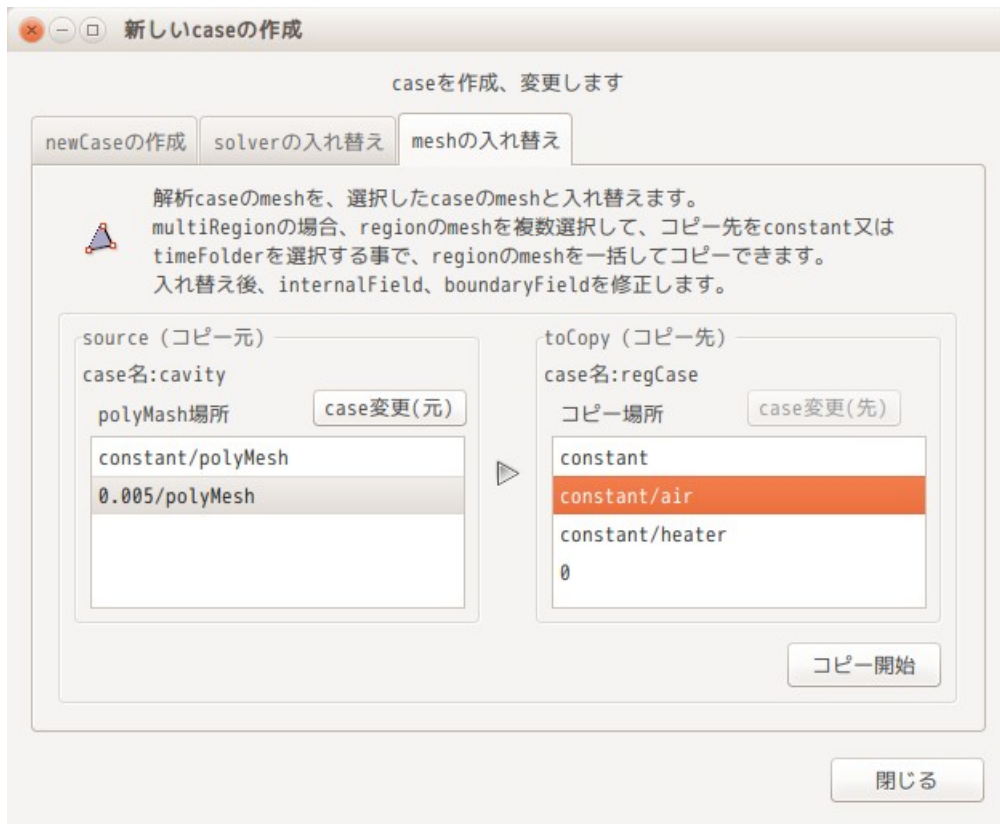 新しいcaseの作成
caseを作成、変更します
newCaseの作成 solverの入れ替え meshの入れ替え
解析caseのmeshを、選択したcaseのmeshと入れ替えます。
multiRegionの場合、regionのmeshを複数選択して、コピー先をconstant又は
timeFolderを選択する事で、regionのmeshを一括してコピーできます。
入れ替え後、internalField、boundaryFieldを修正します。
source (コピー元)
case名:cavity
polyMash場所 case変更(元)
constant/polyMesh
0.005/polyMesh
toCopy (コピー先)
case名:regCase
コピー場所 case変更(先)
constant
constant/air
constant/heater
0
コピー開始
閉じる